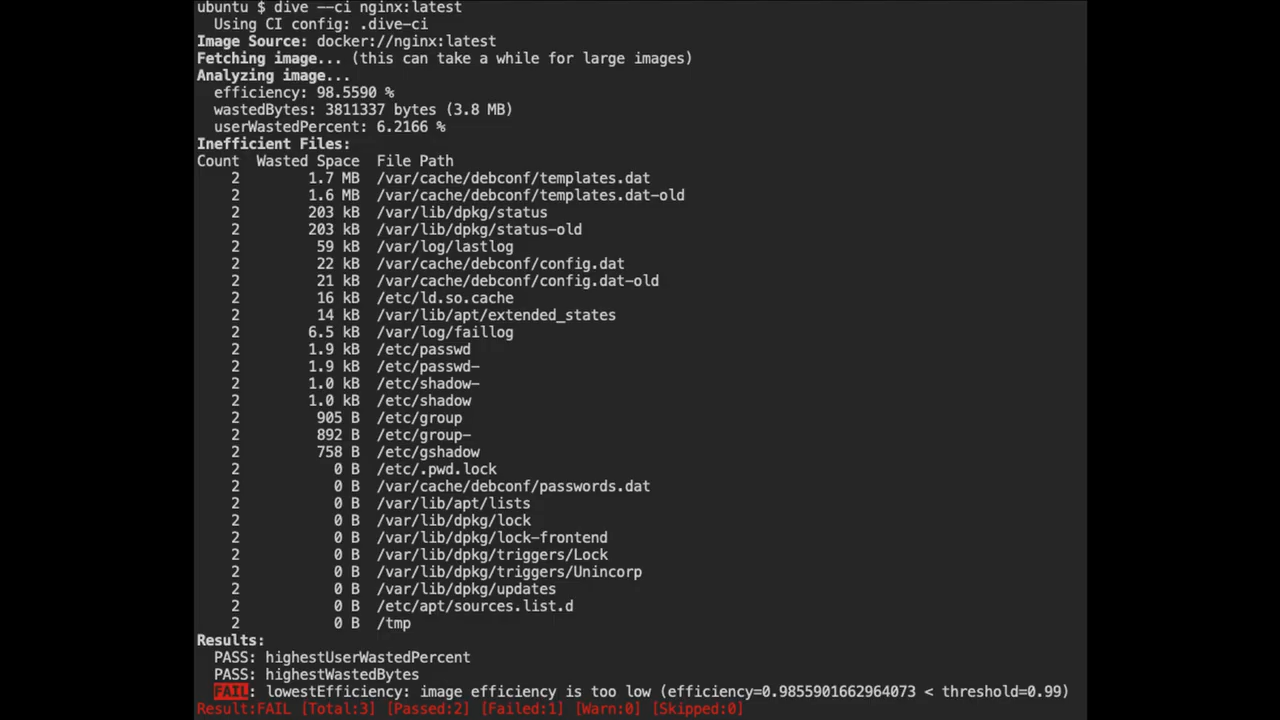 ubuntu $ dive --ci nginx:latest
Using CI config: .dive-ci
Image Source: docker://nginx:latest
Fetching image... (this can take a while for large images)
Analyzing image...
efficiency: 98.5590 %
wastedBytes: 3811337 bytes (3.8 MB)
userWastedPercent: 6.2166 %
Inefficient Files:
Count  Wasted Space  File Path
2  1.7 MB  /var/cache/debconf/templates.dat
2  1.6 MB  /var/cache/debconf/templates.dat-old
2  203 kB  /var/lib/dpkg/status
2  203 kB  /var/lib/dpkg/status-old
2  59 kB  /var/log/lastlog
2  22 kB  /var/cache/debconf/config.dat
2  21 kB  /var/cache/debconf/config.dat-old
2  16 kB  /etc/ld.so.cache
2  14 kB  /var/lib/apt/extended_states
2  6.5 kB  /var/log/faillog
2  1.9 kB  /etc/passwd
2  1.9 kB  /etc/passwd-
2  1.0 kB  /etc/shadow-
2  1.0 kB  /etc/shadow
2  905 B  /etc/group
2  892 B  /etc/group-
2  758 B  /etc/gshadow
2  0 B  /etc/.pwd.lock
2  0 B  /var/cache/debconf/passwords.dat
2  0 B  /var/lib/apt/lists
2  0 B  /var/lib/dpkg/lock
2  0 B  /var/lib/dpkg/lock-frontend
2  0 B  /var/lib/dpkg/triggers/Lock
2  0 B  /var/lib/dpkg/triggers/Unincorp
2  0 B  /var/lib/dpkg/updates
2  0 B  /etc/apt/sources.list.d
2  0 B  /tmp
Results:
PASS: highestUserWastedPercent
PASS: highestWastedBytes
FAIL: lowestEfficiency: image efficiency is too low (efficiency=0.9855901662964073 < threshold=0.99)
Result:FAIL [Total:3] [Passed:2] [Failed:1] [Warn:0] [Skipped:0]